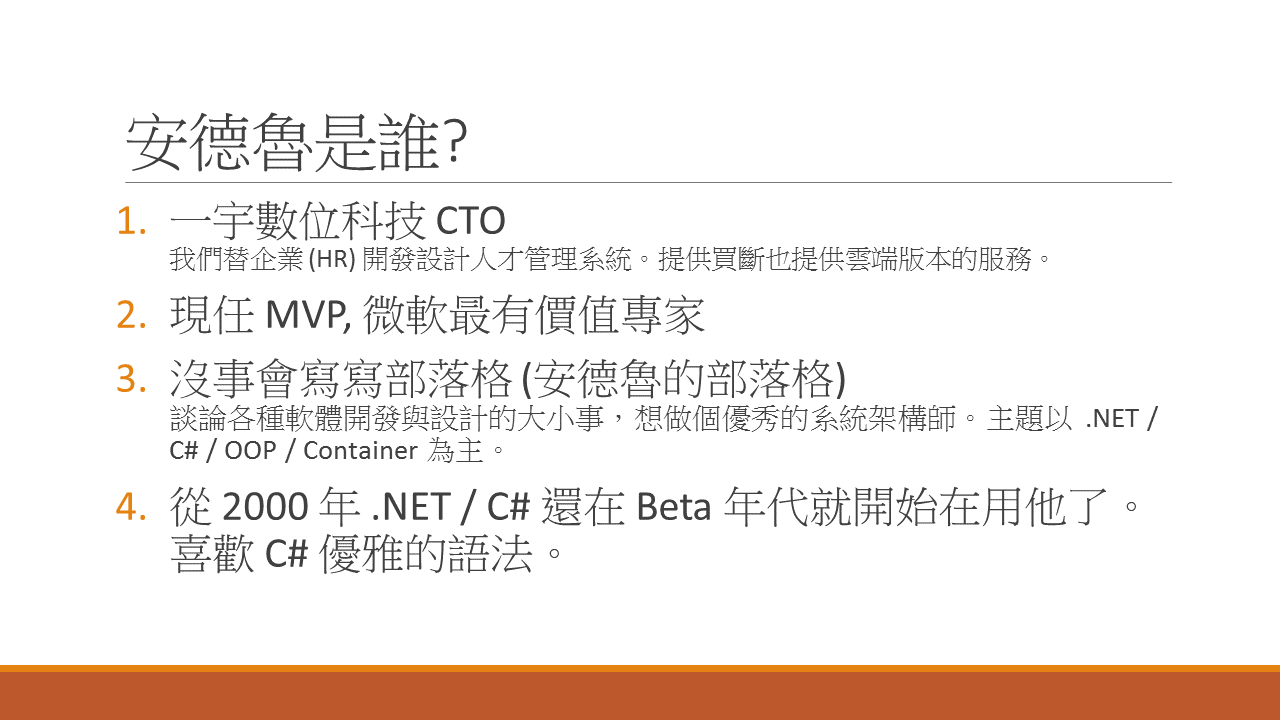 安德魯是誰?
1. 一宇數位科技 CTO
我們替企業 (HR) 開發設計人才管理系統。提供買斷也提供雲端版本的服務。
2. 現任 MVP, 微軟最有價值專家
3. 沒事會寫寫部落格 (安德魯的部落格)
談論各種軟體開發與設計的大小事，想做個優秀的系統架構師。 主題以 .NET /
C# / OOP / Container 為主。
4. 從 2000 年 .NET / C# 還在 Beta 年代就開始在用他了。
喜歡 C# 優雅的語法。